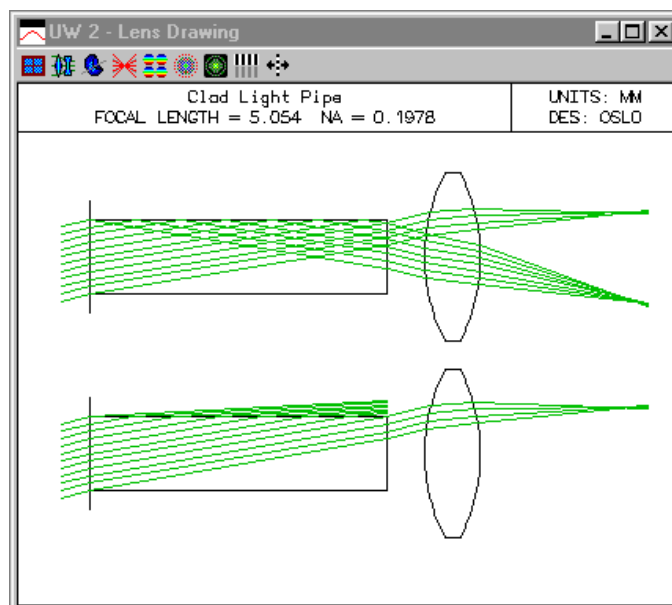 UW 2 - Lens Drawing
Clad Light Pipe
FOCAL LENGTH = 5.054 NA = 0.1978
UNITS: MM
DES: OSLO